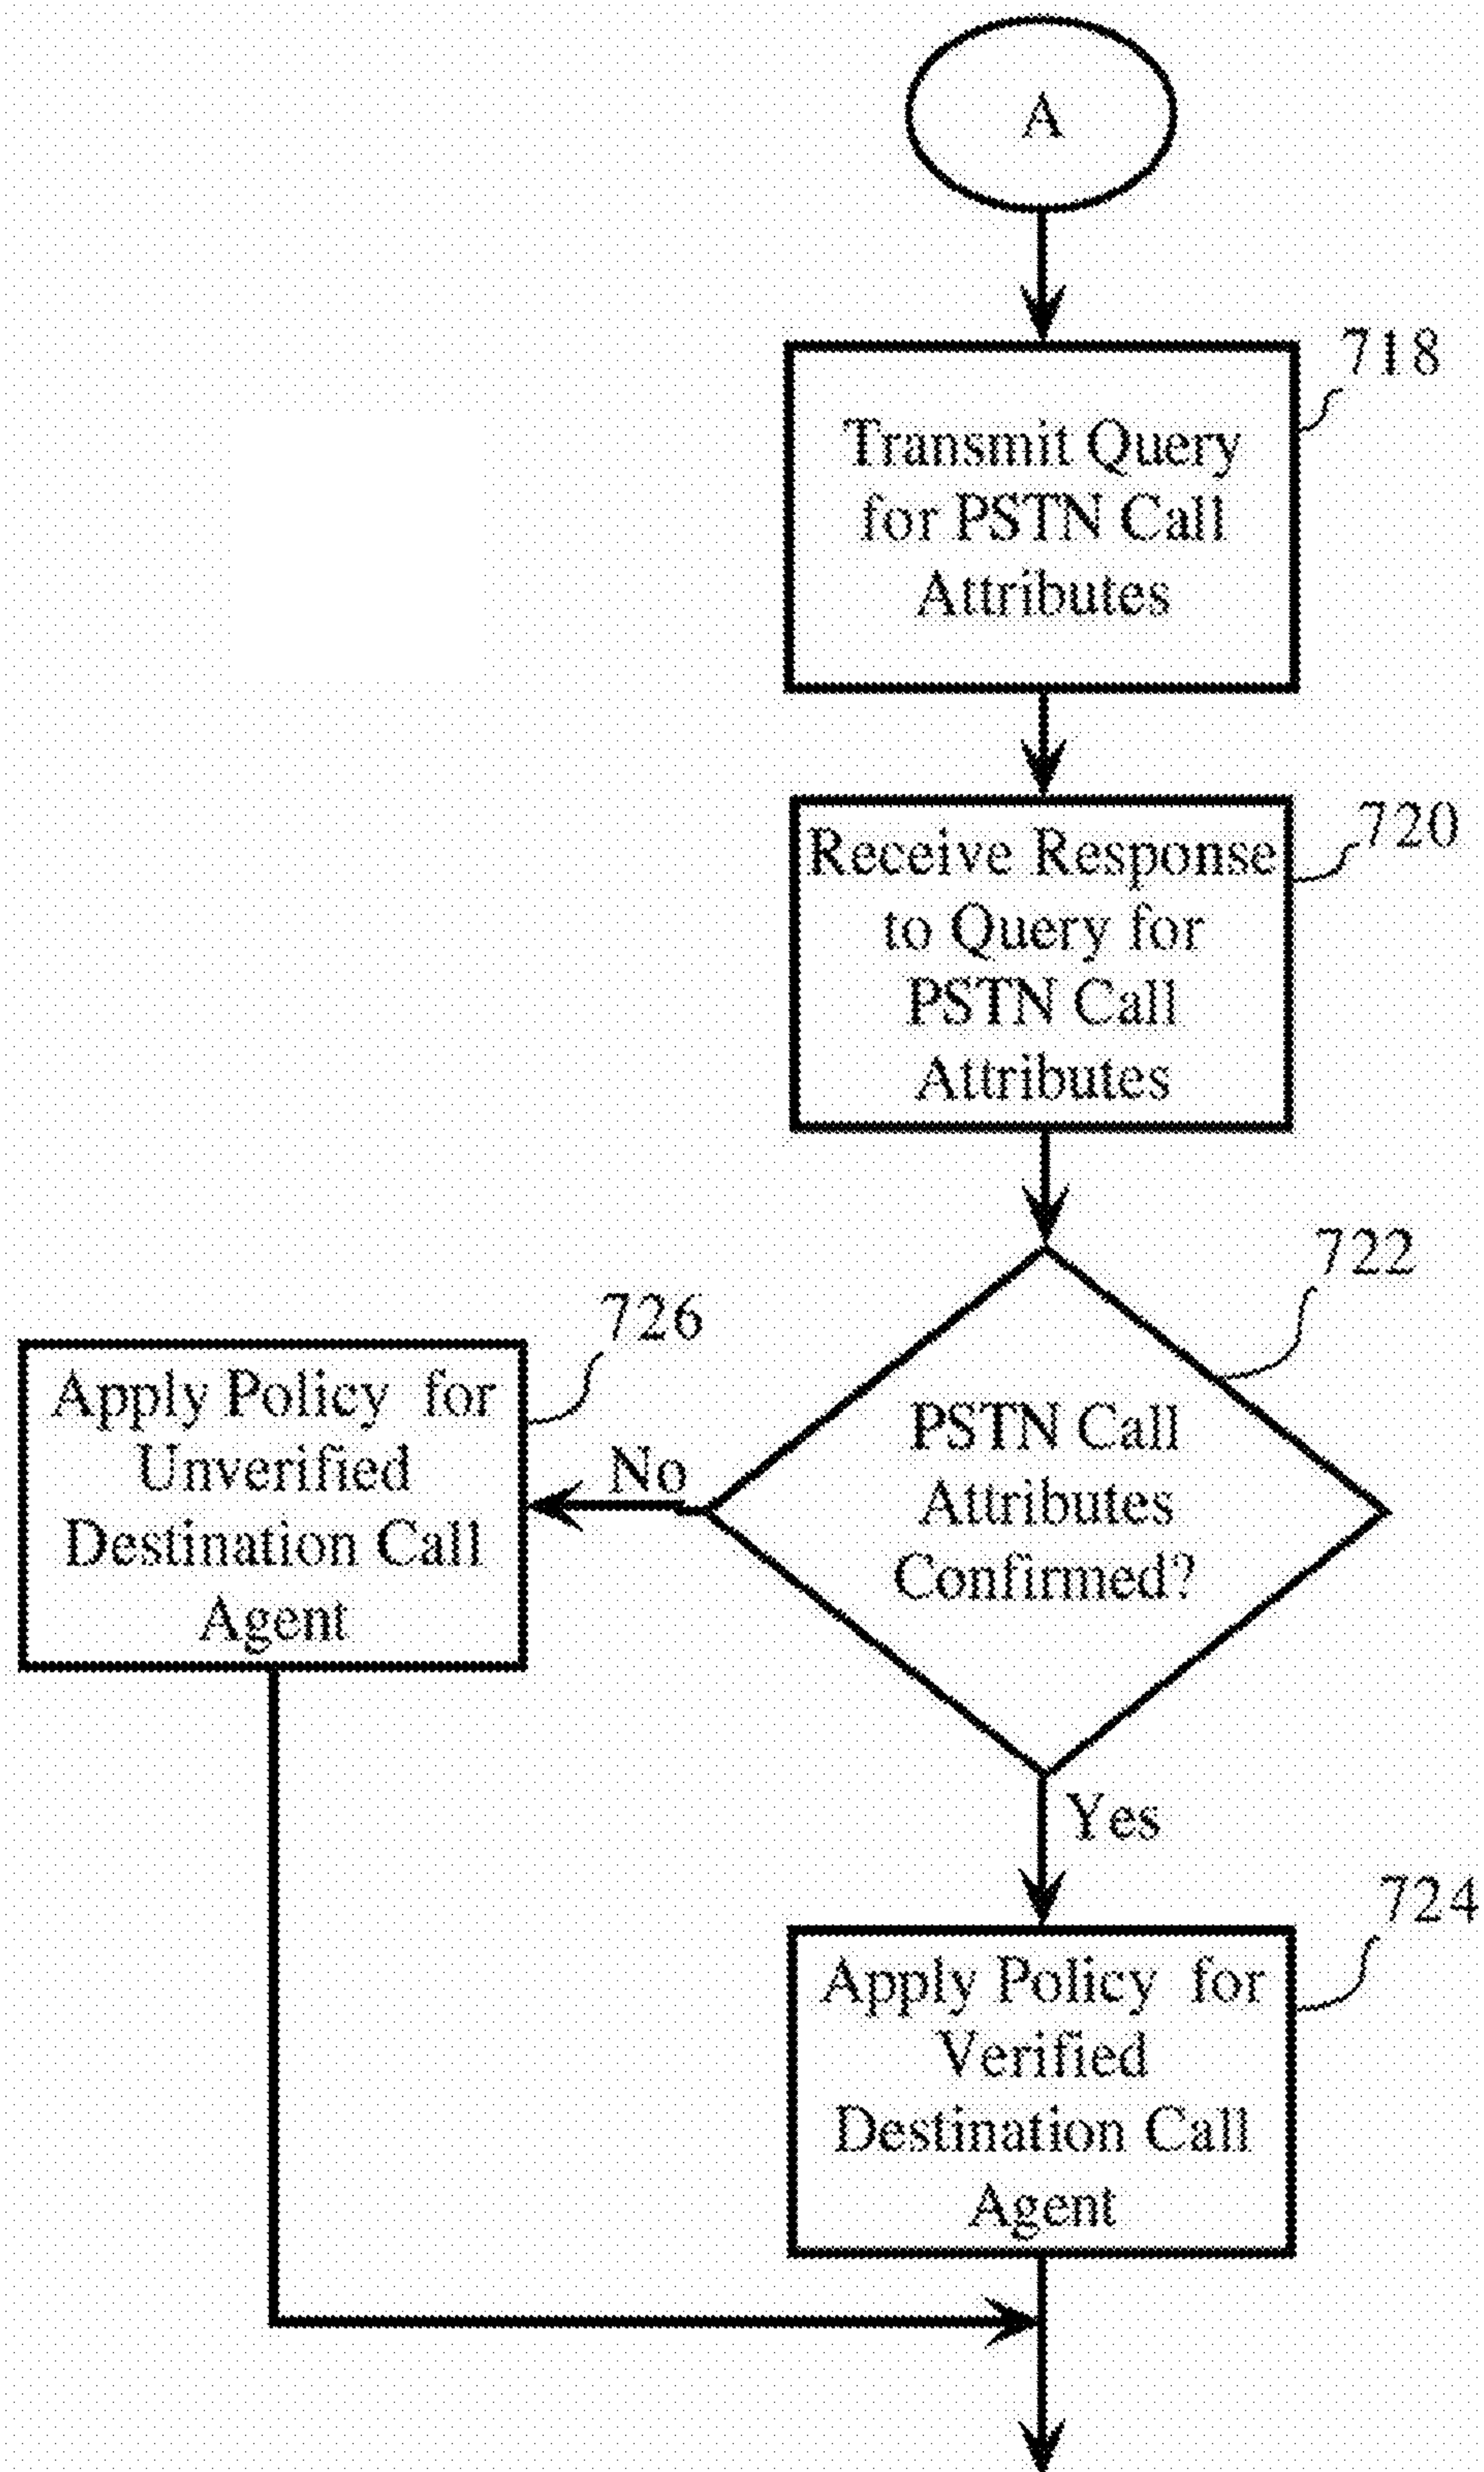 A
718
Transmit Query
for PSTN Call
Attributes
720
Receive Response
to Query for
PSTN Call
Attributes
722
PSTN Call
Attributes
Confirmed?
No
726
Apply Policy for
Unverified
Destination Call
Agent
Yes
724
Apply Policy for
Verified
Destination Call
Agent